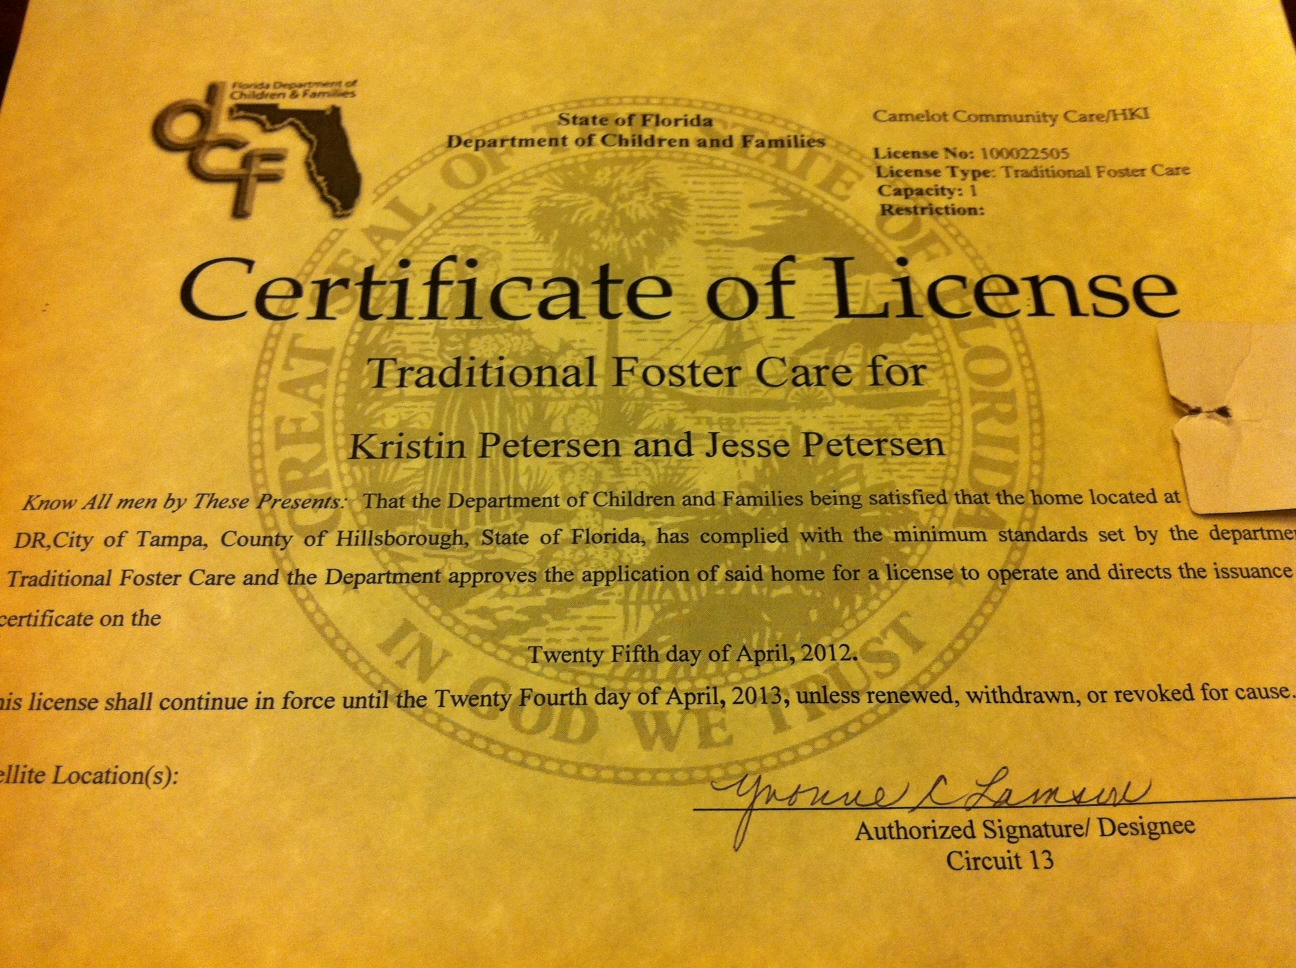 Florida Department of
Children & Families
dCF
State of Florida
Department of Children and Families
Camelot Community Care/HKI
License No: 100022505
License Type: Traditional Foster Care
Capacity: 1
Restriction:
GREAT SEAL OF THE STATE OF FLORIDA
IN GOD WE TRUST
Certificate of License
Traditional Foster Care for
Kristin Petersen and Jesse Petersen
Know All men by These Presents: That the Department of Children and Families being satisfied that the home located at
DR,City of Tampa, County of Hillsborough, State of Florida, has complied with the minimum standards set by the departme
Traditional Foster Care and the Department approves the application of said home for a license to operate and directs the issuance
certificate on the
Twenty Fifth day of April, 2012.
his license shall continue in force until the Twenty Fourth day of April, 2013, unless renewed, withdrawn, or revoked for cause.
ellite Location(s):
Yvonne C
Authorized Signature/ Designee
Circuit 13